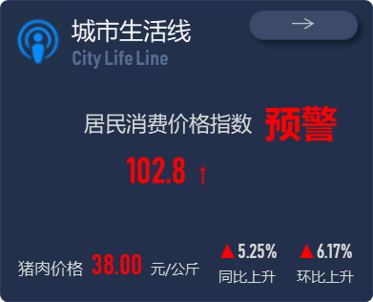 城市生活线
City Life Line
居民消费价格指数 预警
102.8 ↑
猪肉价格 38.00 元/公斤
▲5.25%
同比上升
▲6.17%
环比上升